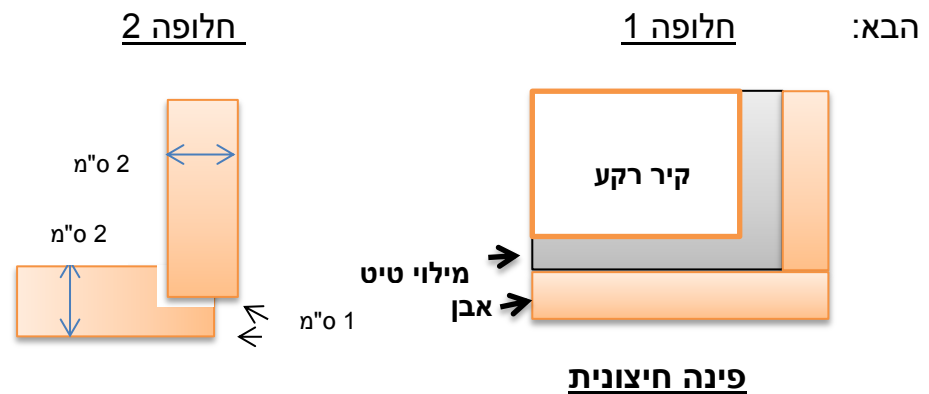 הבא: חלופה 1 חלופה 2
קיר רקע
2 ס"מ
2 ס"מ
מילוי טיט
אבן
1 ס"מ
פינה חיצונית